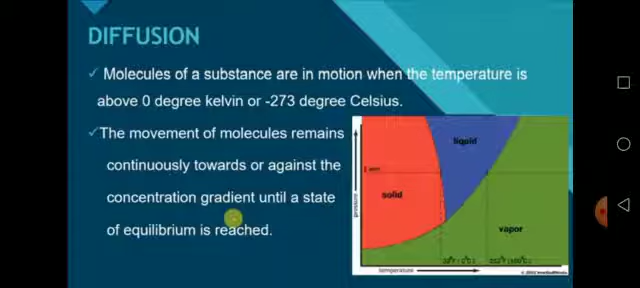 DIFFUSION
✓ Molecules of a substance are in motion when the temperature is
above 0 degree kelvin or -273 degree Celsius.
✓ The movement of molecules remains
continuously towards or against the
concentration gradient until a state
of equilibrium is reached.
liquid
solid
vapor
pressure
temperature